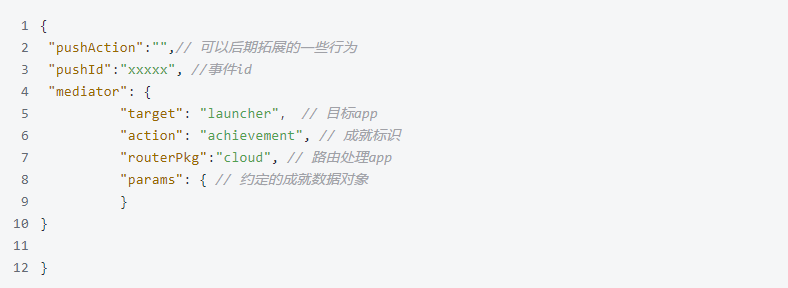 1 {
2 "pushAction":"",// 可以后期拓展的一些行为
3 "pushId":"xxxxx", //事件id
4 "mediator": {
5 "target": "launcher", // 目标app
6 "action": "achievement", // 成就标识
7 "routerPkg":"cloud", // 路由处理app
8 "params": { // 约定的成就数据对象
9 }
10 }
11
12 }